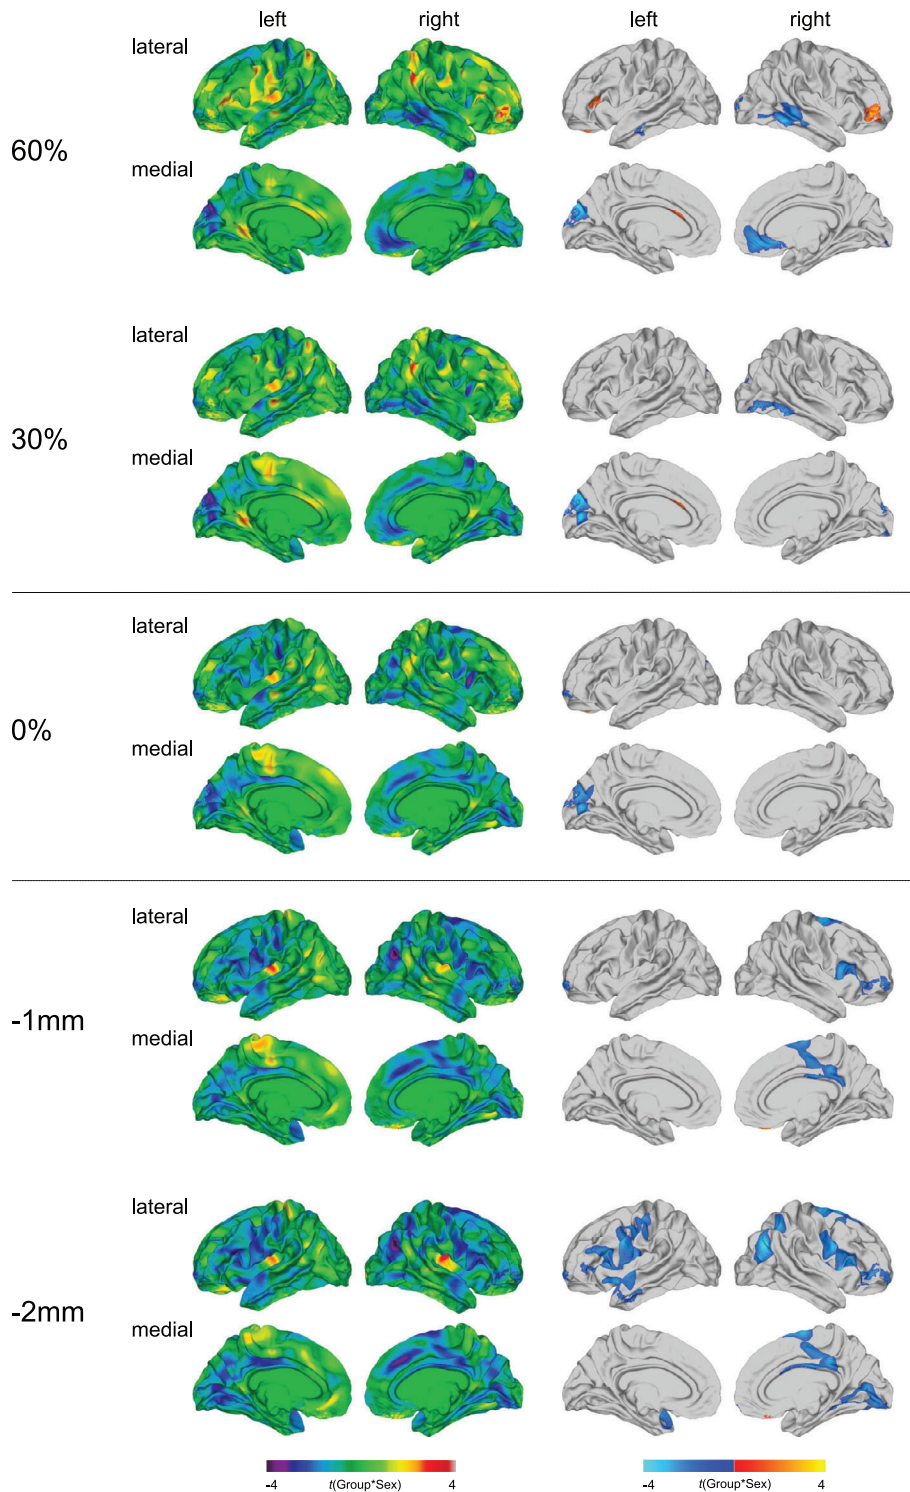 left right left right
lateral
60%
medial
lateral
30%
medial
lateral
0%
medial
lateral
-1mm
medial
lateral
-2mm
medial
-4 t(Group*Sex) 4 -4 t(Group*Sex) 4